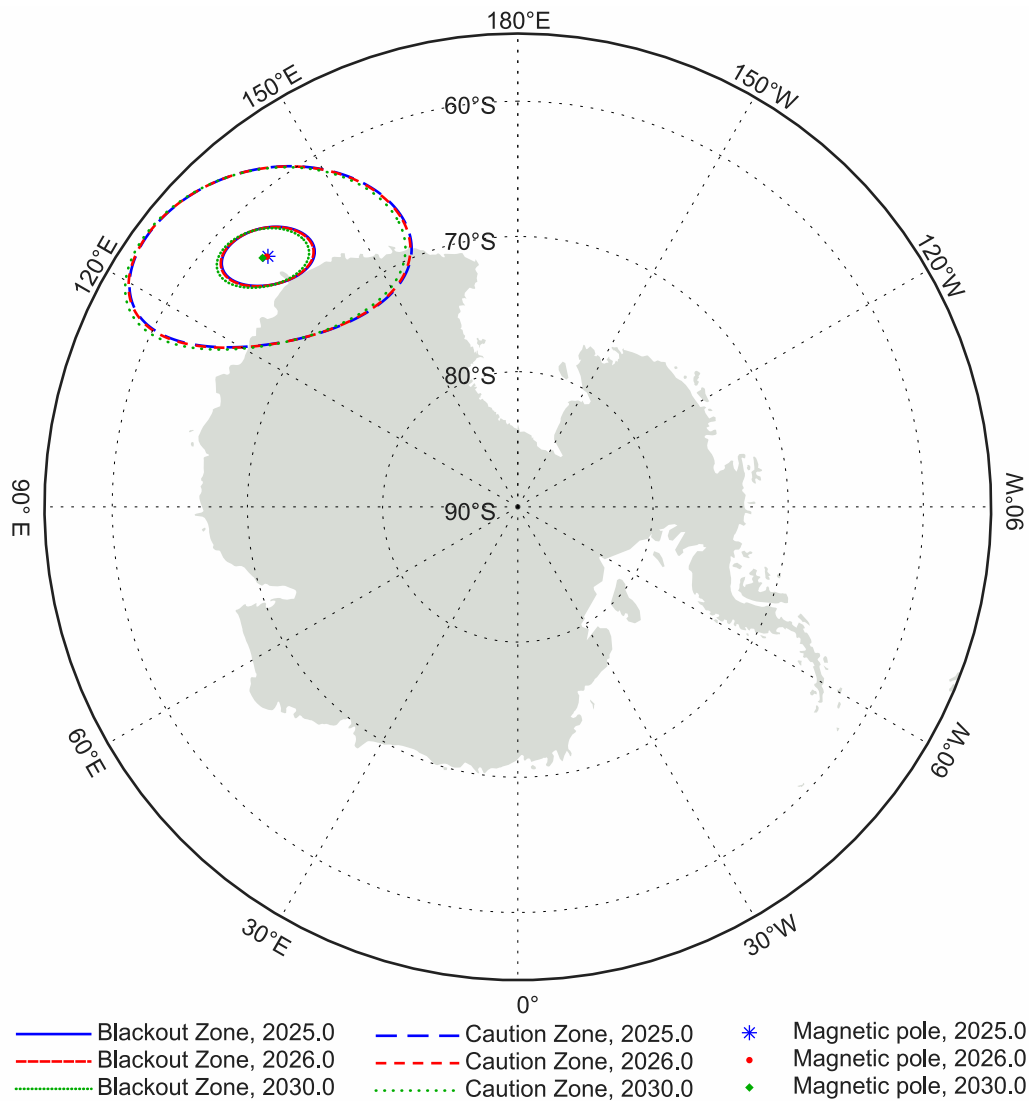 180°E
150°E
150°W
60°S
120°E
70°S
120°W
80°S
90° E
90°S
90°W
60°E
60°W
30°E
30°W
0°
Blackout Zone, 2025.0 Caution Zone, 2025.0 Magnetic pole, 2025.0
Blackout Zone, 2026.0 Caution Zone, 2026.0 Magnetic pole, 2026.0
Blackout Zone, 2030.0 Caution Zone, 2030.0 Magnetic pole, 2030.0